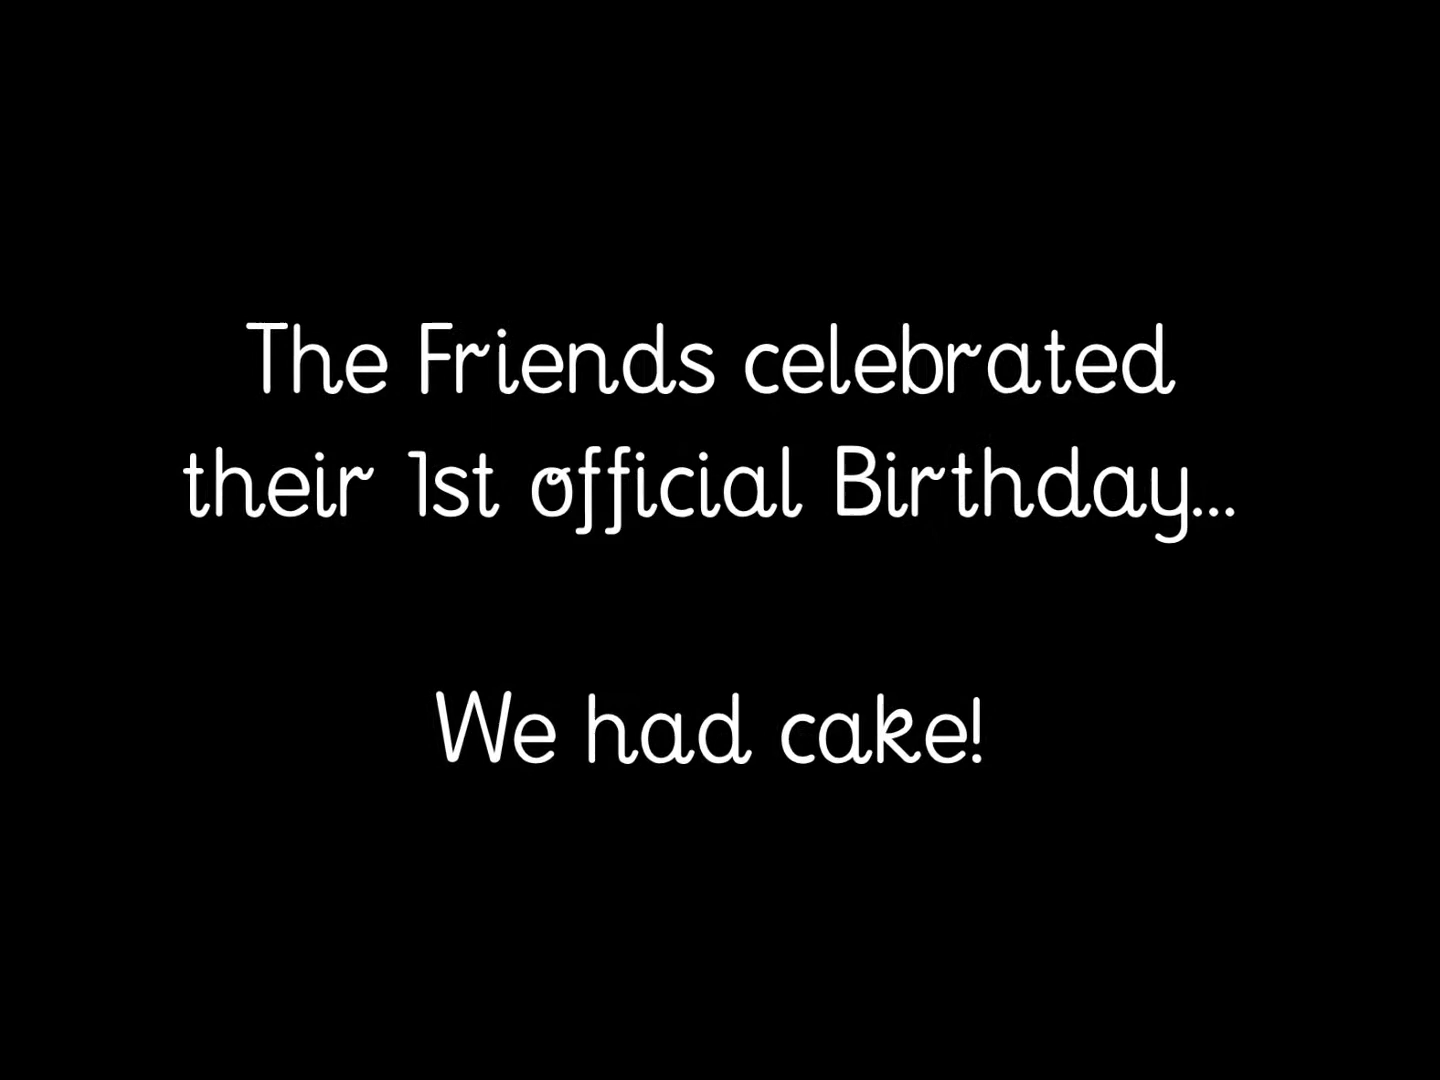 The Friends celebrated
their 1st official Birthday...
We had cake!